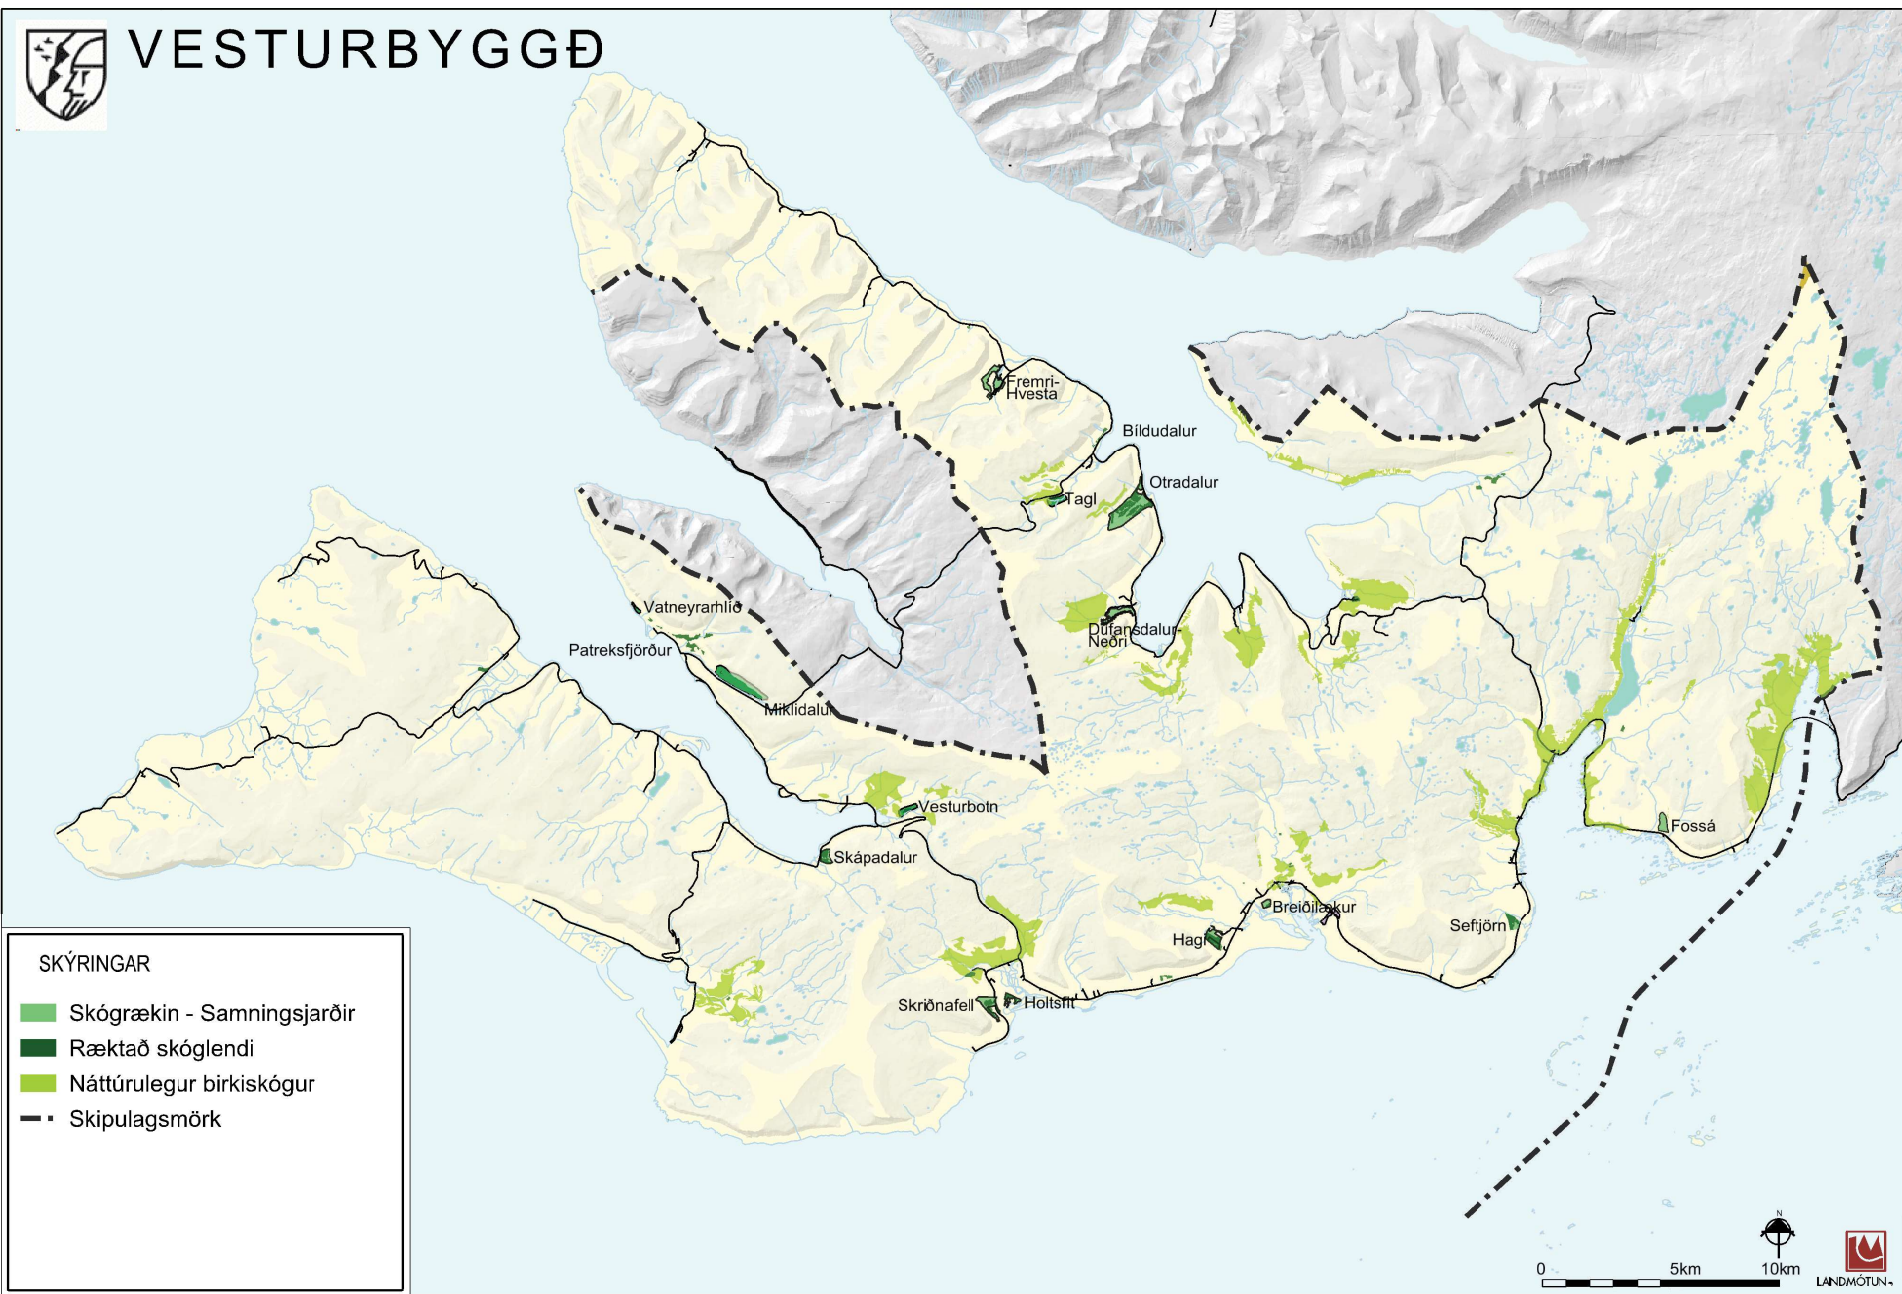 VESTURBYGGÐ
Fremri-
Hvesta
Bíldudalur
Otradalur
Tagl
Vatneyrarhlíð
Dufansdalur-
Neðri
Patreksfjörður
Miklidalur
Vesturbotn
Fossá
Skápadalur
Breiðilækur
Seftjörn
Hagi
Skriðnafell
Holtsfit
SKÝRINGAR
Skógrækin - Samningsjarðir
Ræktað skóglendi
Náttúrulegur birkiskógur
Skipulagsmörk
N
0 5km 10km
LANDMÓTUN